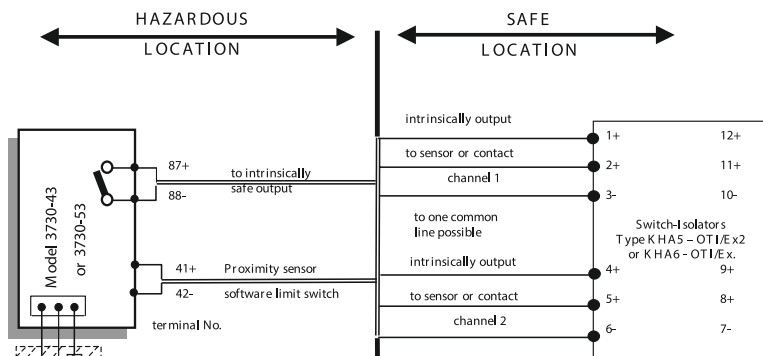 HAZARDOUS
LOCATION
SAFE
LOCATION
Model 3730-43
or 3730-53
87+
88-
to intrinsically
safe output
41+
42-
Proximity sensor
software limit switch
terminal No.
intrinsically output
to sensor or contact
channel 1
to one common
line possible
intrinsically output
to sensor or contact
channel 2
1+ 12+
2+ 11+
3- 10-
Switch-Isolators
Type KHA5 – OTI/Ex2
or KHA6 - OTI/Ex.
4+ 9+
5+ 8+
6- 7-